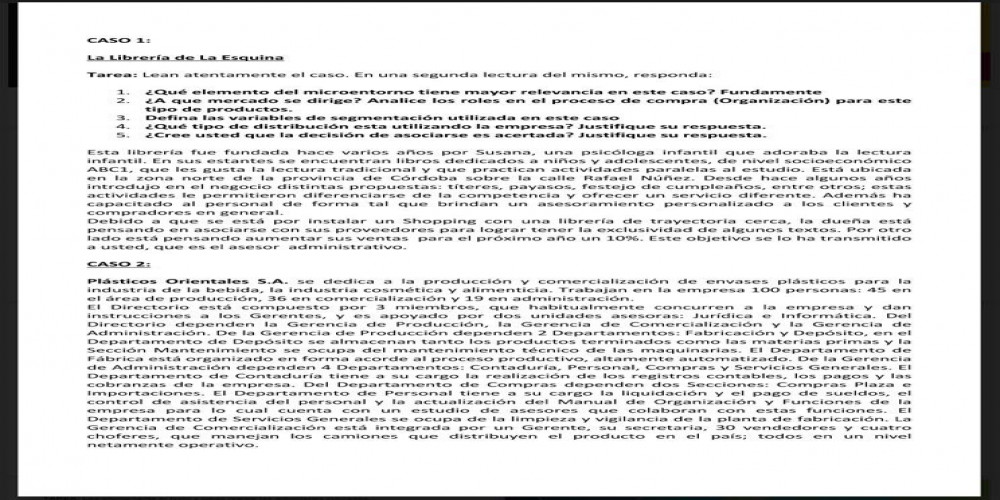 CASO 1:
La Librería de La Esquina
Tarea: Lean atentamente el caso. En una segunda lectura del mismo, responda:
1. ¿Qué elemento del microentorno tiene mayor relevancia en este caso? Fundamente
2. ¿A que mercado se dirige? Analice los roles en el proceso de compra (Organización) para este
tipo de productos.
3. Defina las variables de segmentación utilizada en este caso
4. ¿Qué tipo de distribución esta utilizando la empresa? Justifique su respuesta.
5. ¿Cree usted que la decisión de asociarse es acertada? Justifique su respuesta.
Esta librería fue fundada hace varios años por Susana, una psicóloga infantil que adoraba la lectura
infantil. En sus estantes se encuentran libros dedicados a niños y adolescentes, de nivel socioeconómico
ABC1, que les gusta la lectura tradicional y que practican actividades paralelas al estudio. Está ubicada
en la zona norte de la provincia de Córdoba sobre la calle Rafael Núñez. Desde hace algunos años
introdujo en el negocio distintas propuestas: títeres, payasos, festejo de cumpleaños, entre otros; estas
actividades le permitieron diferenciarse de la competencia y ofrecer un servicio diferente. Además ha
capacitado al personal de forma tal que brindan un asesoramiento personalizado a los clientes y
compradores en general.
Debido a que se está por instalar un Shopping con una librería de trayectoria cerca, la dueña está
pensando en asociarse con sus proveedores para lograr tener la exclusividad de algunos textos. Por otro
lado está pensando aumentar sus ventas para el próximo año un 10%. Este objetivo se lo ha transmitido
a usted, que es el asesor administrativo.
CASO 2:
Plásticos Orientales S.A. se dedica a la producción y comercialización de envases plásticos para la
industria de la bebida, la industria cosmética y alimenticia. Trabajan en la empresa 100 personas: 45 en
el área de producción, 36 en comercialización y 19 en administración.
El Directorio está compuesto por 3 miembros, que habitualmente concurren a la empresa y dan
instrucciones a los Gerentes, y es apoyado por dos unidades asesoras: Jurídica e Informática. Del
Directorio dependen la Gerencia de Producción, la Gerencia de Comercialización y la Gerencia de
Administración. De la Gerencia de Producción dependen 2 Departamentos: Fabricación y Depósito, en el
Departamento de Depósito se almacenan tanto los productos terminados como las materias primas y la
Sección Mantenimiento se ocupa del mantenimiento técnico de las maquinarias. El Departamento de
Fábrica está organizado en forma acorde al proceso productivo, altamente automatizado. De la Gerencia
de Administración dependen 4 Departamentos: Contaduría, Personal, Compras y Servicios Generales. El
Departamento de Contaduría tiene a su cargo la realización de los registros contables, los pagos y las
cobranzas de la empresa. Del Departamento de Compras dependen dos Secciones: Compras Plaza e
Importaciones. El Departamento de Personal tiene a su cargo la liquidación y el pago de sueldos, el
control de asistencia del personal y la actualización del Manual de Organización y Funciones de la
empresa para lo cual cuenta con un estudio de asesores que colaboran con estas funciones. El
Departamento de Servicios Generales se ocupa de la limpieza y vigilancia de la planta de fabricación. La
Gerencia de Comercialización está integrada por un Gerente, su secretaria, 30 vendedores y cuatro
choferes, que manejan los camiones que distribuyen el producto en el país; todos en un nivel
netamente operativo.